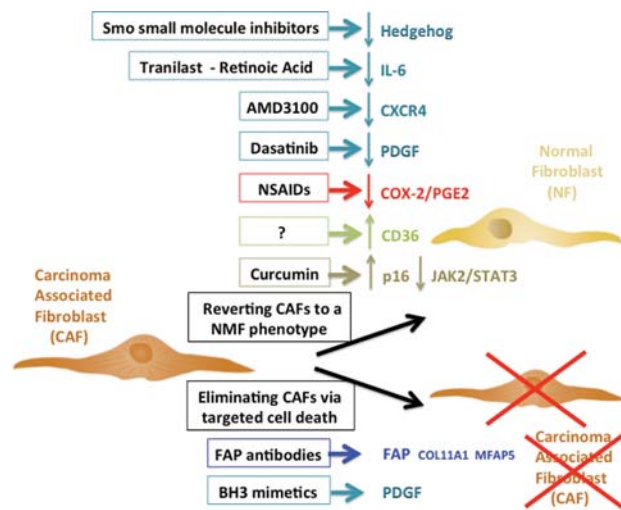 Smo small molecule inhibitors Hedgehog
Tranilast - Retinoic Acid IL-6
AMD3100 CXCR4
Dasatinib PDGF
Normal
Fibroblast
(NF)
NSAIDs COX-2/PGE2
? CD36
Curcumin p16 JAK2/STAT3
Carcinoma
Associated
Fibroblast
(CAF)
Reverting CAFs to a
NMF phenotype
Eliminating CAFs via
targeted cell death
FAP antibodies FAP COL11A1 MFAP5
BH3 mimetics PDGF
Carcinoma
Associated
Fibroblast
(CAF)